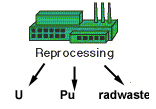 Reprocessing
U Pu radwaste